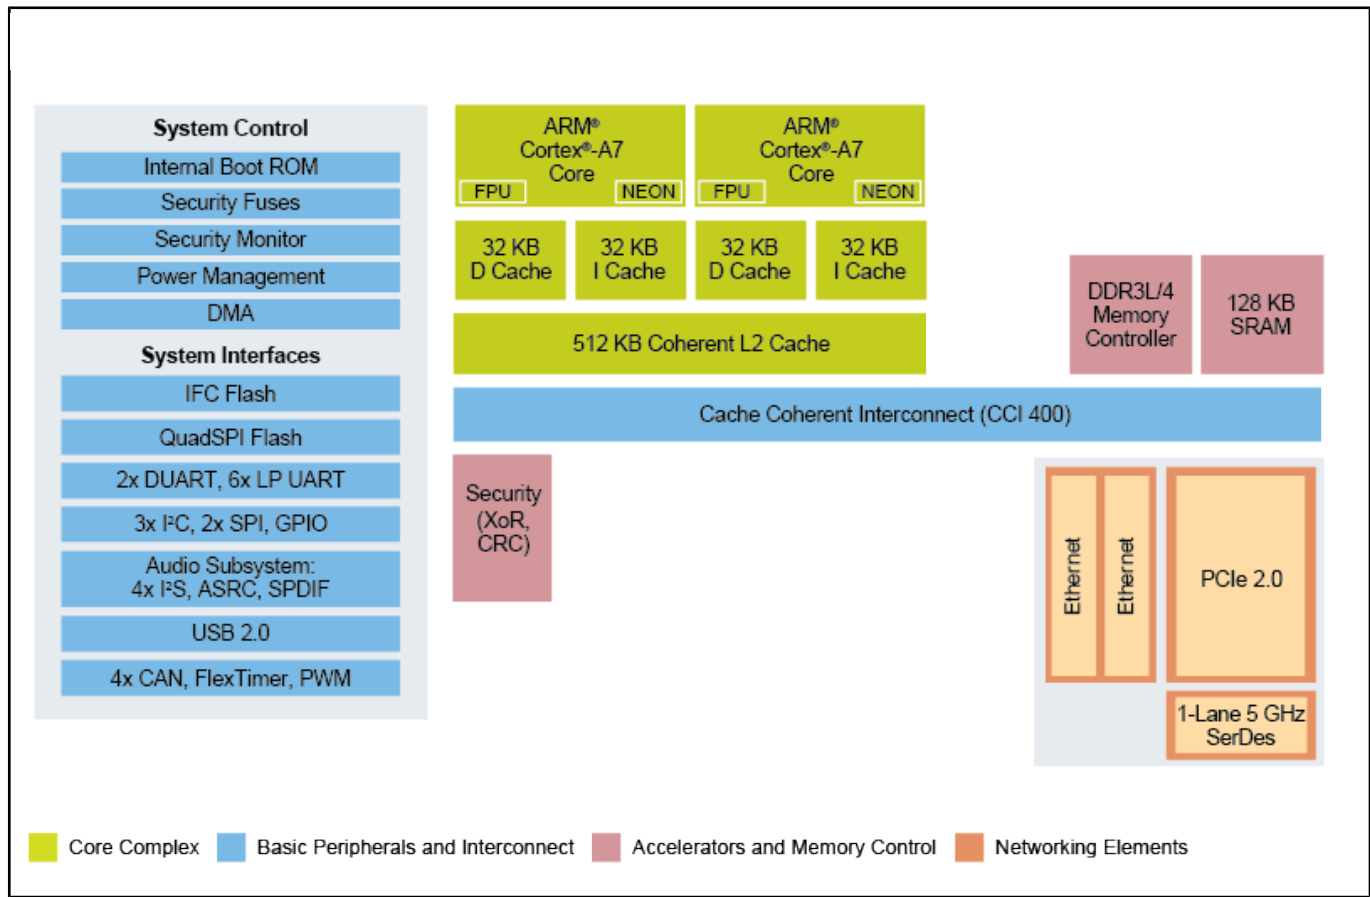 System Control
Internal Boot ROM
Security Fuses
Security Monitor
Power Management
DMA
System Interfaces
IFC Flash
QuadSPI Flash
2x DUART, 6x LP UART
3x I²C, 2x SPI, GPIO
Audio Subsystem:
4x I²S, ASRC, SPDIF
USB 2.0
4x CAN, FlexTimer, PWM
ARM®
Cortex®-A7
Core
FPU
NEON
ARM®
Cortex®-A7
Core
FPU
NEON
32 KB
D Cache
32 KB
I Cache
32 KB
D Cache
32 KB
I Cache
512 KB Coherent L2 Cache
DDR3L/4
Memory
Controller
128 KB
SRAM
Cache Coherent Interconnect (CCI 400)
Security
(XoR,
CRC)
Ethernet
Ethernet
PCIe 2.0
1-Lane 5 GHz
SerDes
Core Complex
Basic Peripherals and Interconnect
Accelerators and Memory Control
Networking Elements